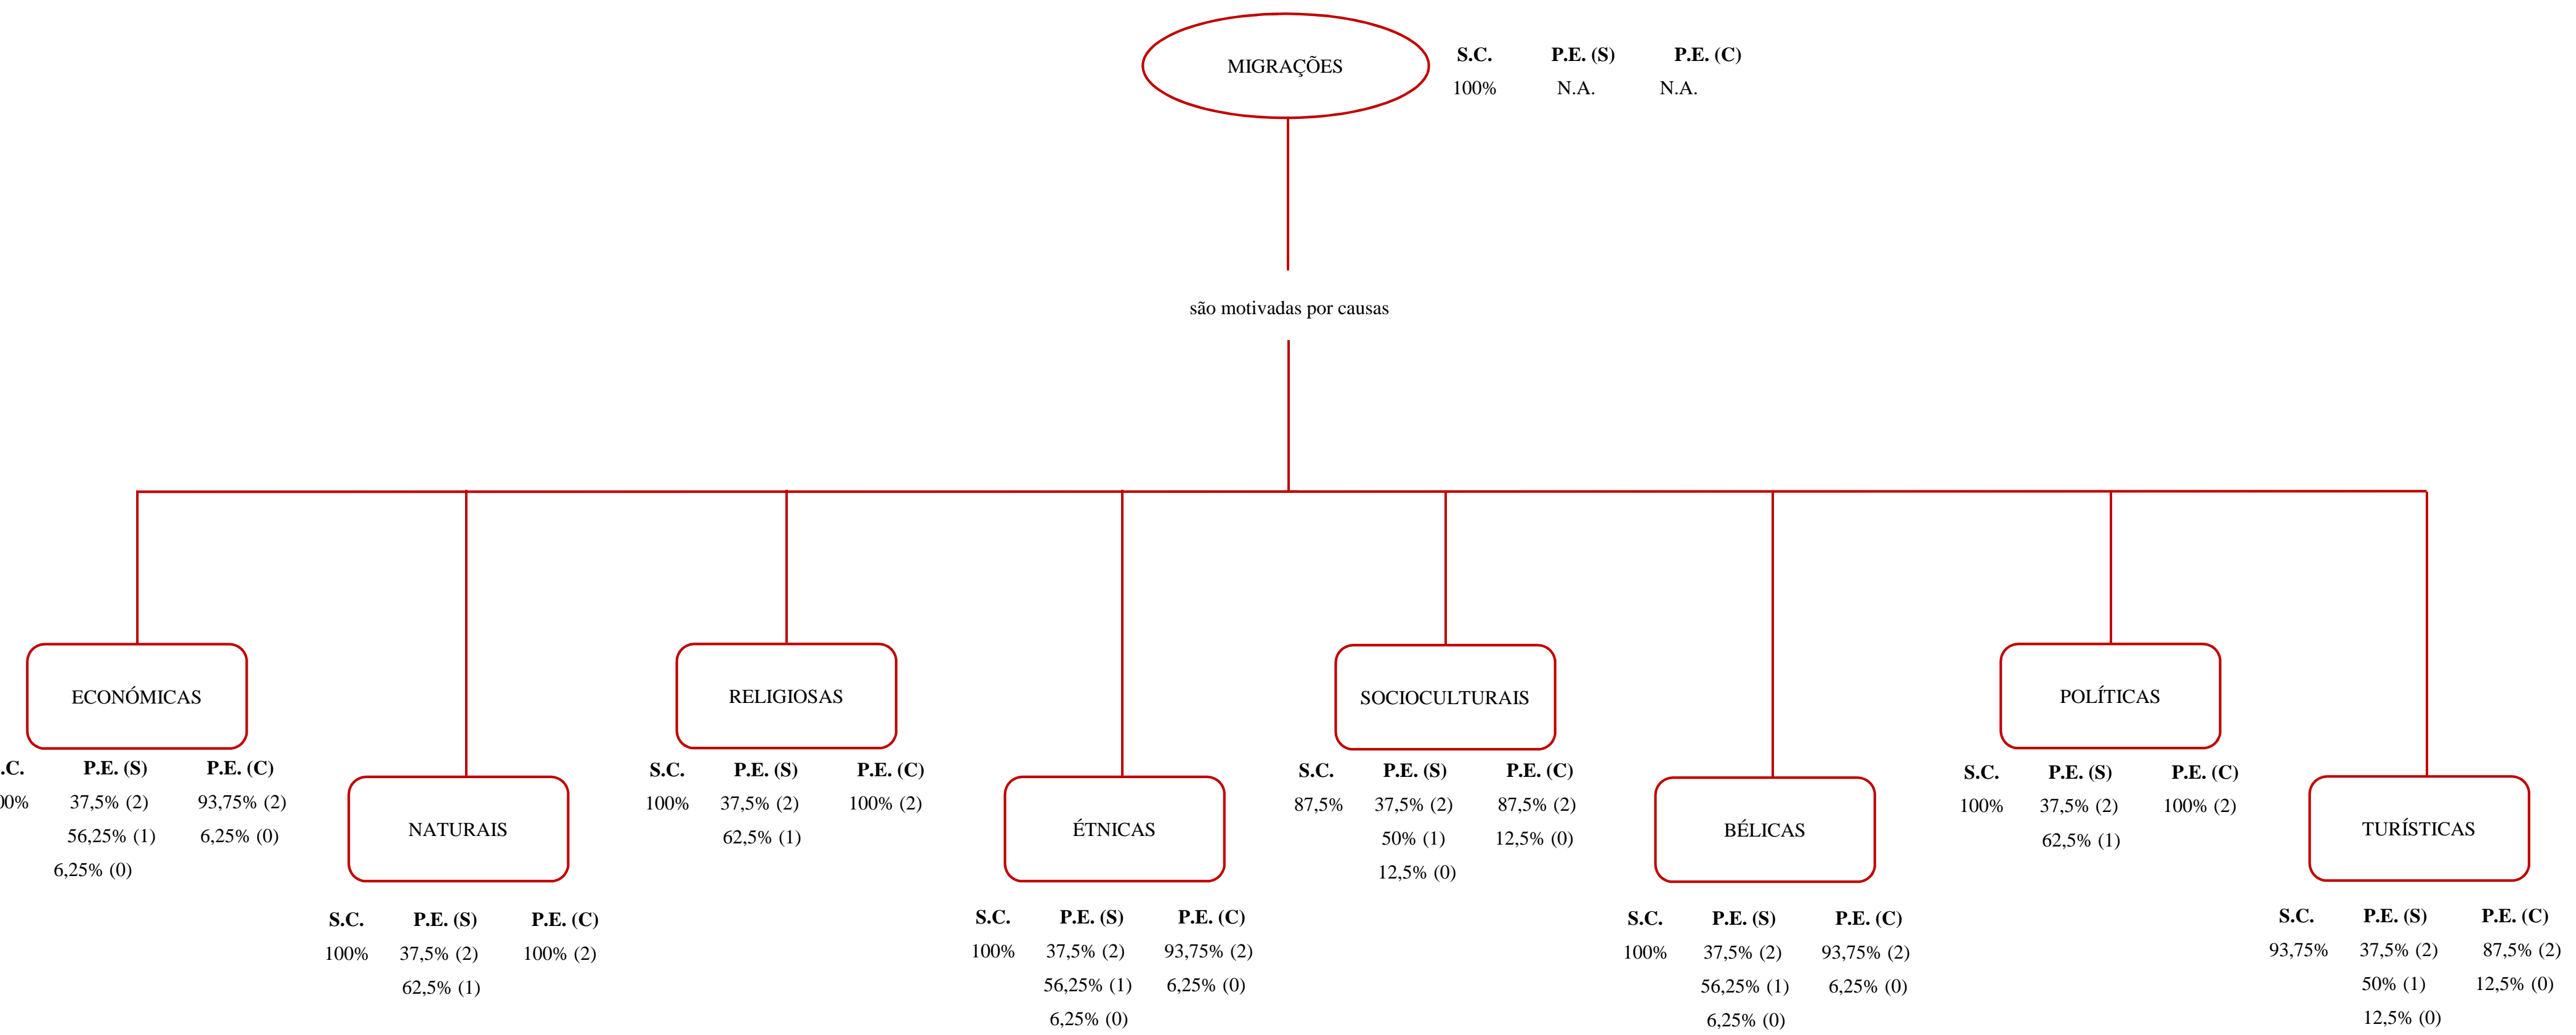 MIGRAÇÕES
S.C. P.E. (S) P.E. (C)
100% N.A. N.A.
são motivadas por causas
ECONÓMICAS
.C. P.E. (S) P.E. (C)
00% 37,5% (2) 93,75% (2)
56,25% (1) 6,25% (0)
6,25% (0)
NATURAIS
S.C. P.E. (S) P.E. (C)
100% 37,5% (2) 100% (2)
62,5% (1)
RELIGIOSAS
S.C. P.E. (S) P.E. (C)
100% 37,5% (2) 100% (2)
62,5% (1)
ÉTNICAS
S.C. P.E. (S) P.E. (C)
100% 37,5% (2) 93,75% (2)
56,25% (1) 6,25% (0)
6,25% (0)
SOCIOCULTURAIS
S.C. P.E. (S) P.E. (C)
87,5% 37,5% (2) 87,5% (2)
50% (1) 12,5% (0)
12,5% (0)
BÉLICAS
S.C. P.E. (S) P.E. (C)
100% 37,5% (2) 93,75% (2)
56,25% (1) 6,25% (0)
6,25% (0)
POLÍTICAS
S.C. P.E. (S) P.E. (C)
100% 37,5% (2) 100% (2)
62,5% (1)
TURÍSTICAS
S.C. P.E. (S) P.E. (C)
93,75% 37,5% (2) 87,5% (2)
50% (1) 12,5% (0)
12,5% (0)